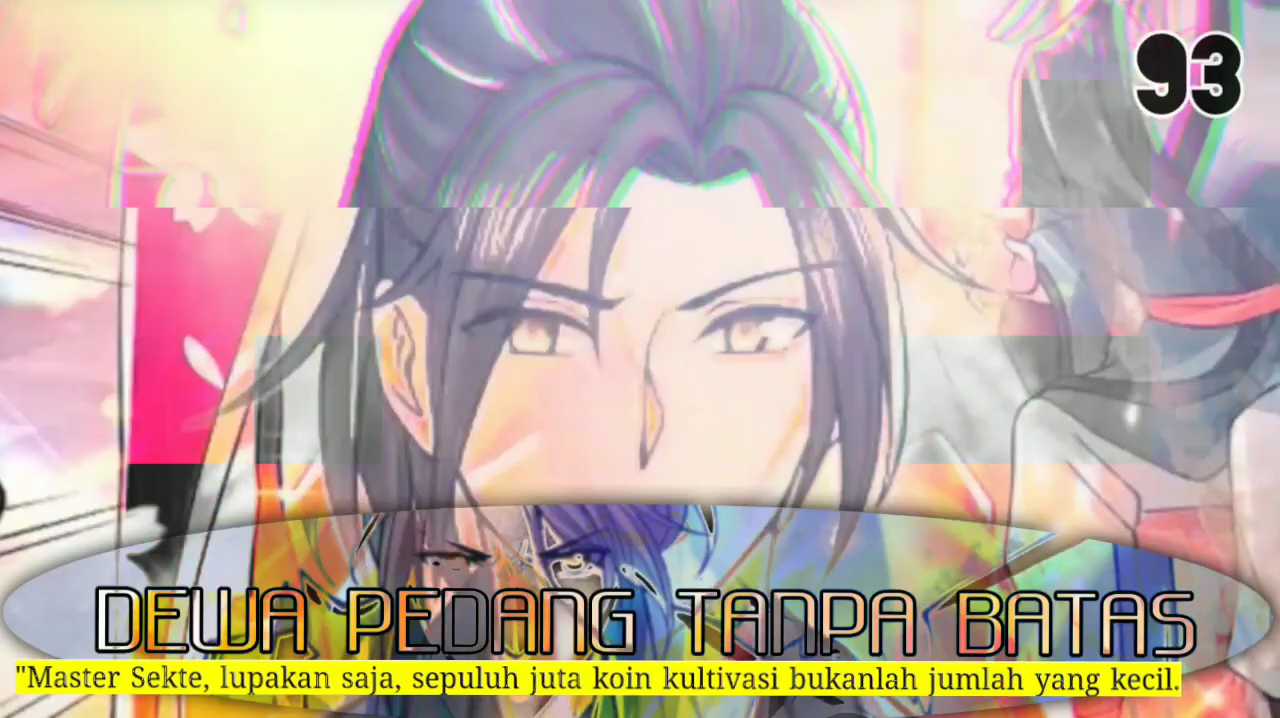 93
DEWA PEDANG TANPA BATAS
"Master Sekte, lupakan saja, sepuluh juta koin kultivasi bukanlah jumlah yang kecil.